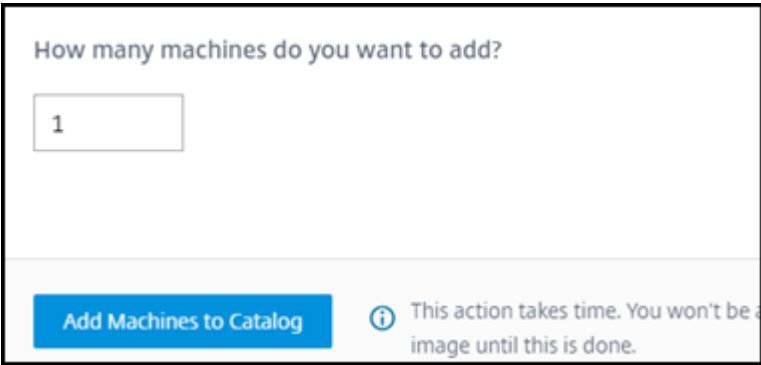 How many machines do you want to add?
1
Add Machines to Catalog
This action takes time. You won't be
image until this is done.